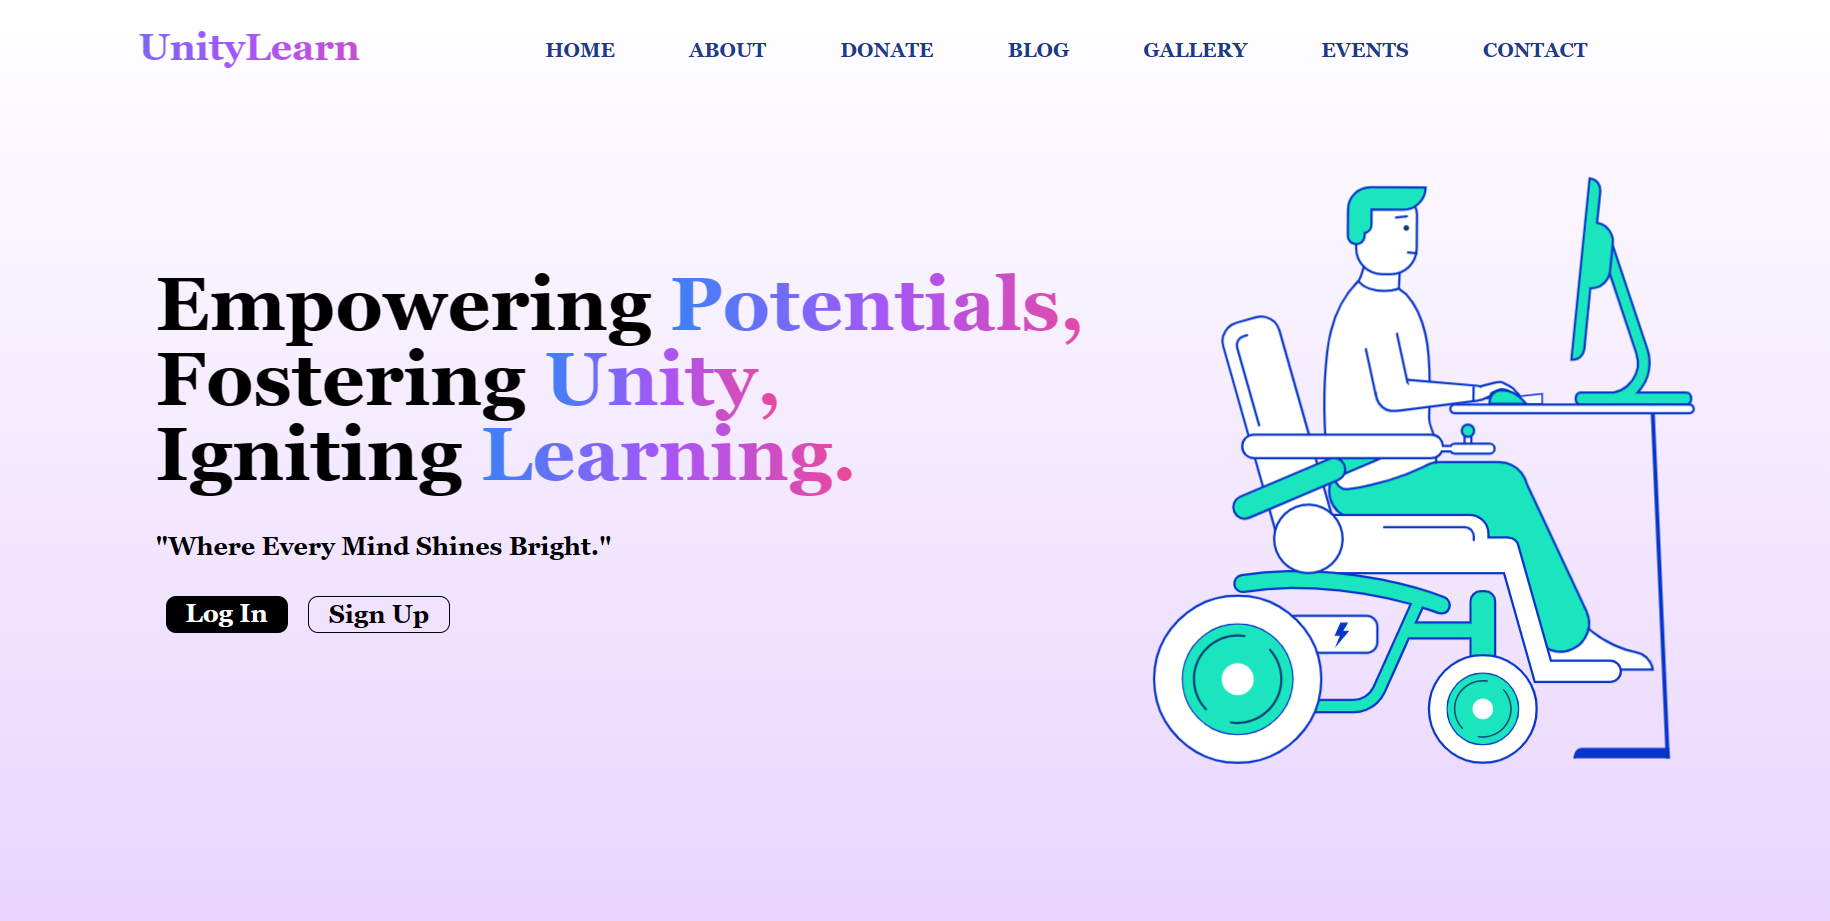 UnityLearn
HOME ABOUT DONATE BLOG GALLERY EVENTS CONTACT
Empowering Potentials,
Fostering Unity,
Igniting Learning.
"Where Every Mind Shines Bright."
Log In Sign Up